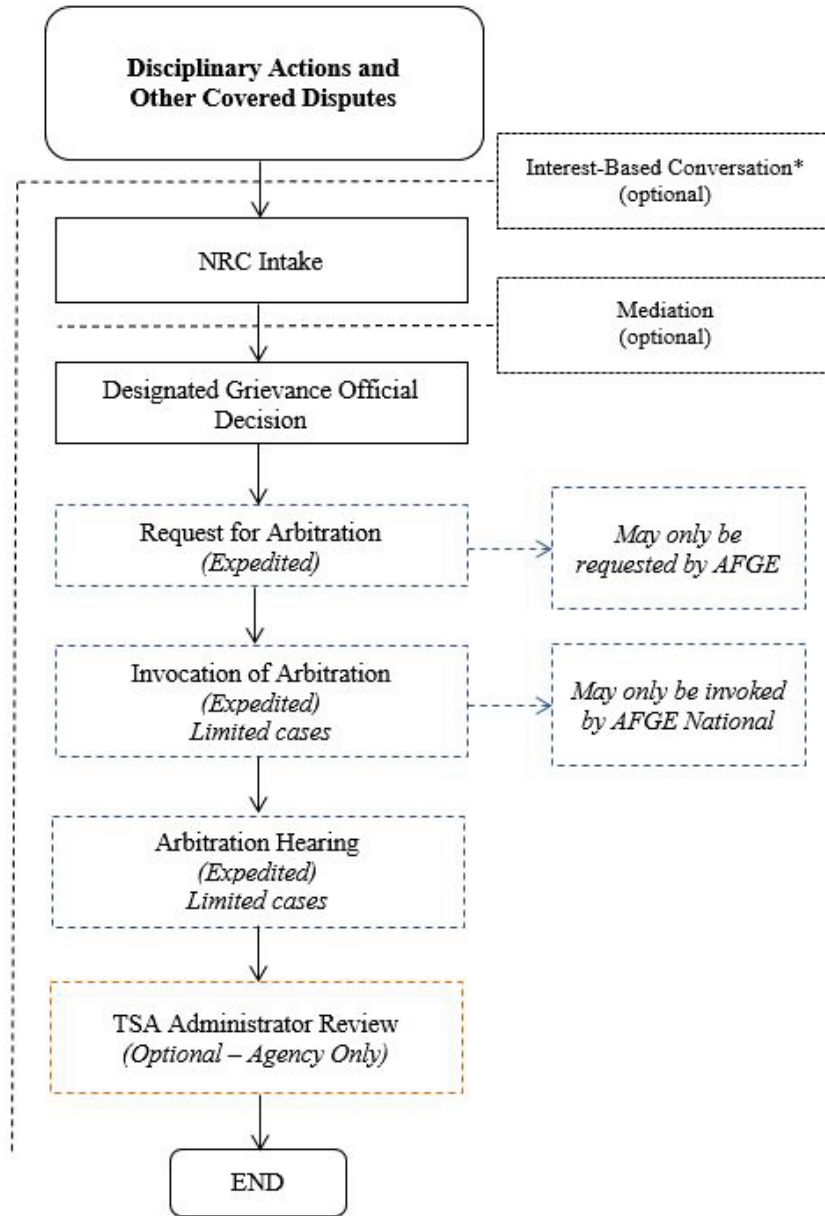 Disciplinary Actions and
Other Covered Disputes
Interest-Based Conversation*
(optional)
NRC Intake
Mediation
(optional)
Designated Grievance Official
Decision
Request for Arbitration
(Expedited)
May only be
requested by AFGE
Invocation of Arbitration
(Expedited)
Limited cases
May only be invoked
by AFGE National
Arbitration Hearing
(Expedited)
Limited cases
TSA Administrator Review
(Optional – Agency Only)
END